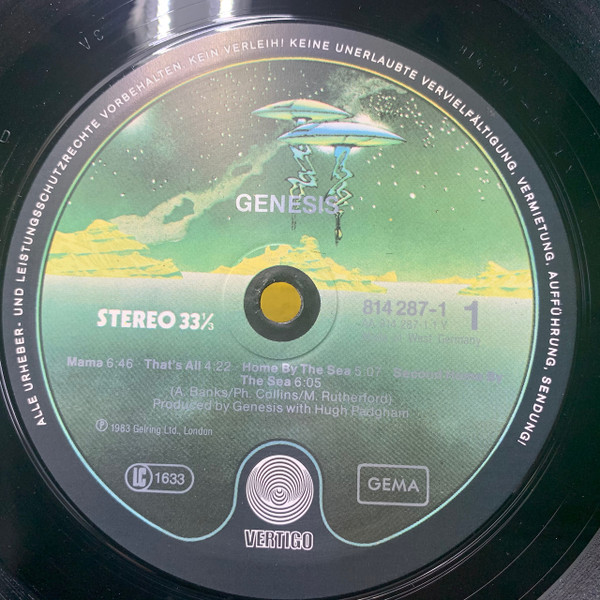 ALLE URHEBER- UND LEISTUNGSSCHUTZRECHTE VORBEHALTEN. KEIN VERLEIH! KEINE UNERLAUBTE VERVIELFÄLTIGUNG, VERMIETUNG, AUFFÜHRUNG, SENDUNG!
GENESIS
STEREO 33⅓
814 287-1
1
West Germany
Mama 6:46 · That's All 4:22 · Home By The Sea 5:07 · Second Home By
The Sea 6:05
(A. Banks/Ph. Collins/M. Rutherford)
Produced by Genesis with Hugh Padgham
℗ 1983 Gelring Ltd., London
LC 1633
GEMA
VERTIGO